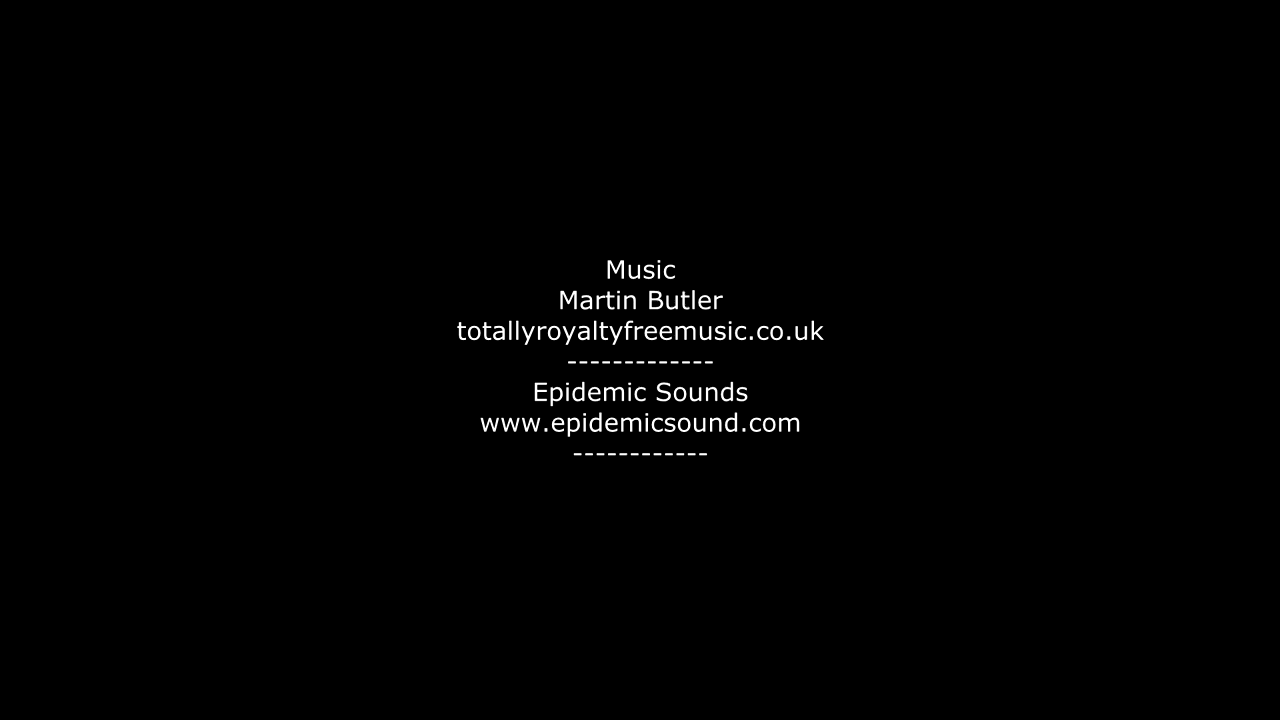 Music
Martin Butler
totallyroyaltyfreemusic.co.uk
-------------
Epidemic Sounds
www.epidemicsound.com
------------